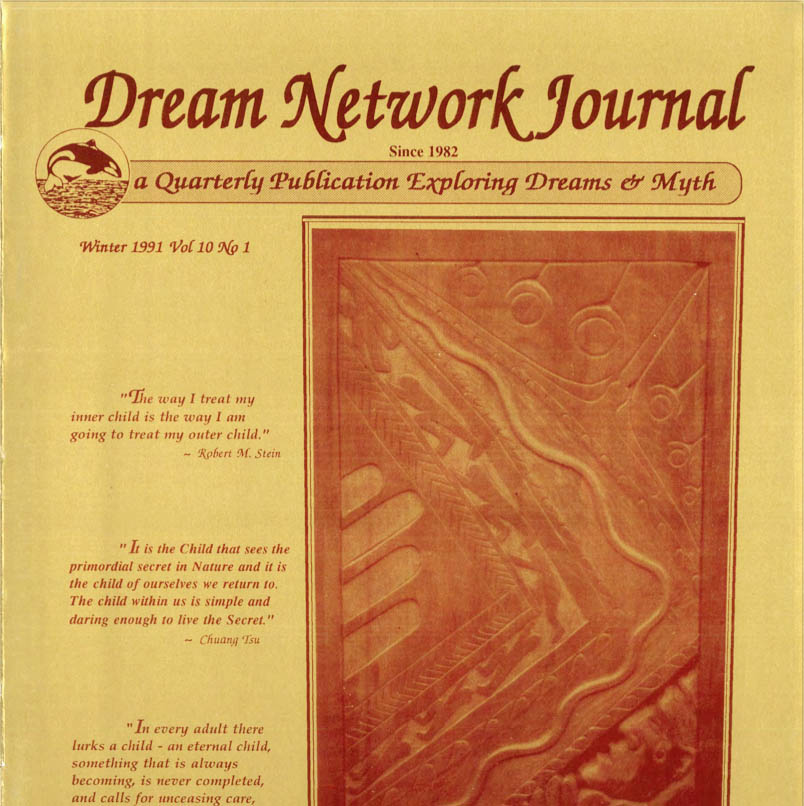 Dream Network Journal
Since 1982
a Quarterly Publication Exploring Dreams & Myth
Winter 1991 Vol 10 No 1
"The way I treat my
inner child is the way I am
going to treat my outer child."
~ Robert M. Stein
"It is the Child that sees the
primordial secret in Nature and it is
the child of ourselves we return to.
The child within us is simple and
daring enough to live the Secret."
~ Chuang Tsu
"In every adult there
lurks a child - an eternal child,
something that is always
becoming, is never completed,
and calls for unceasing care,